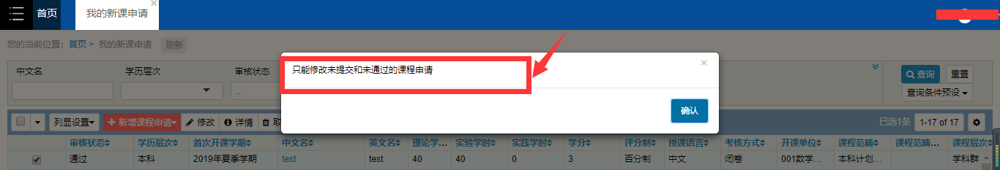 首页
我的新课申请
您的当前位置: 首页 > 我的新课申请 刷新
只能修改未提交和未通过的课程申请
确认
中文名 学历层次 审核状态
...
查询 重置
查询条件预设
列显设置 新增课程申请 修改 详情 取
已选1条 1-17 of 17
审核状态 学历层次 首次开课学期 中文名 英文名 理论学... 实验学时 实践学时 学分 评分制 授课语言 考核方式 开课单位 课程范畴 课程范畴... 课程层次
通过 本科 2019年夏季学期 test test 40 40 0 3 百分制 中文 闭卷 001数学... 本科计划... 学科群